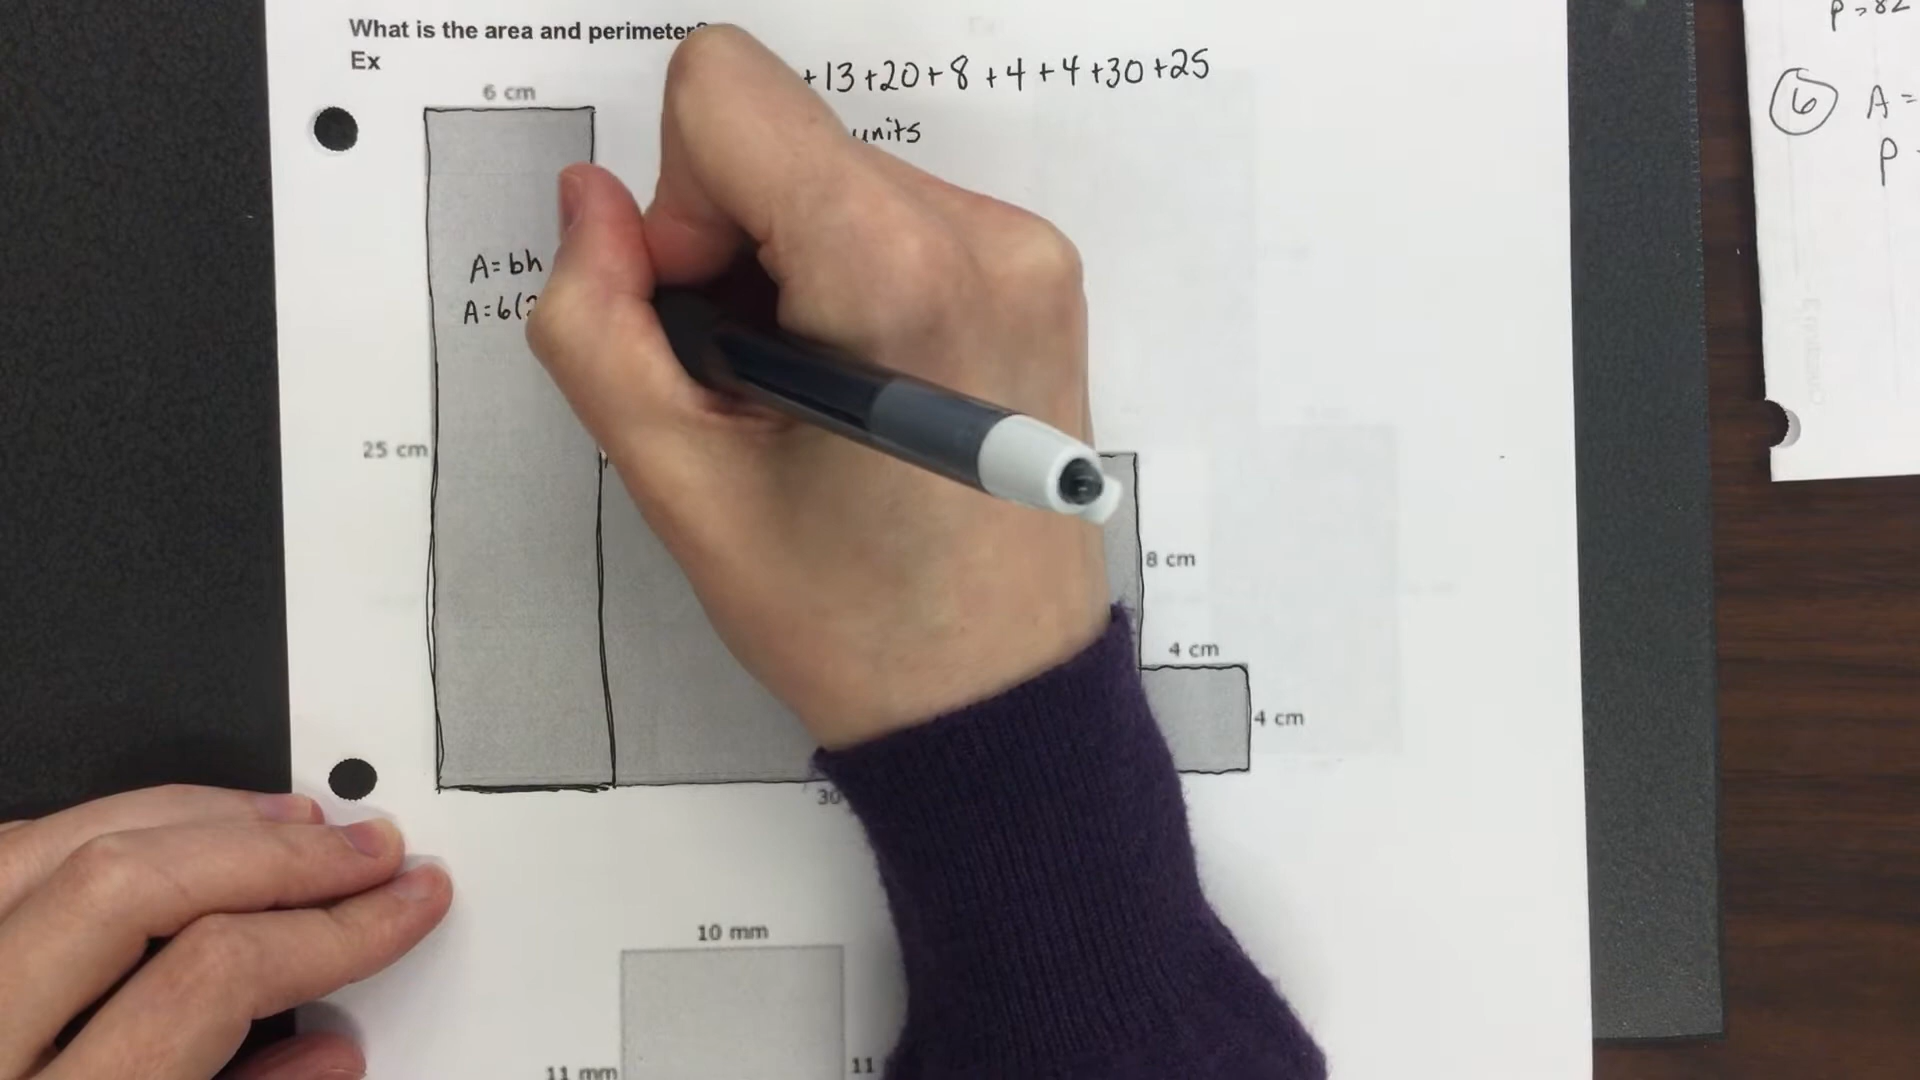 What is the area and perimeter?
Ex
+13+20+8+4+4+30+25
units
6 cm
A=bh
A=6(2
25 cm
8 cm
4 cm
4 cm
30
10 mm
11 mm
11
P=82
6 A=
P